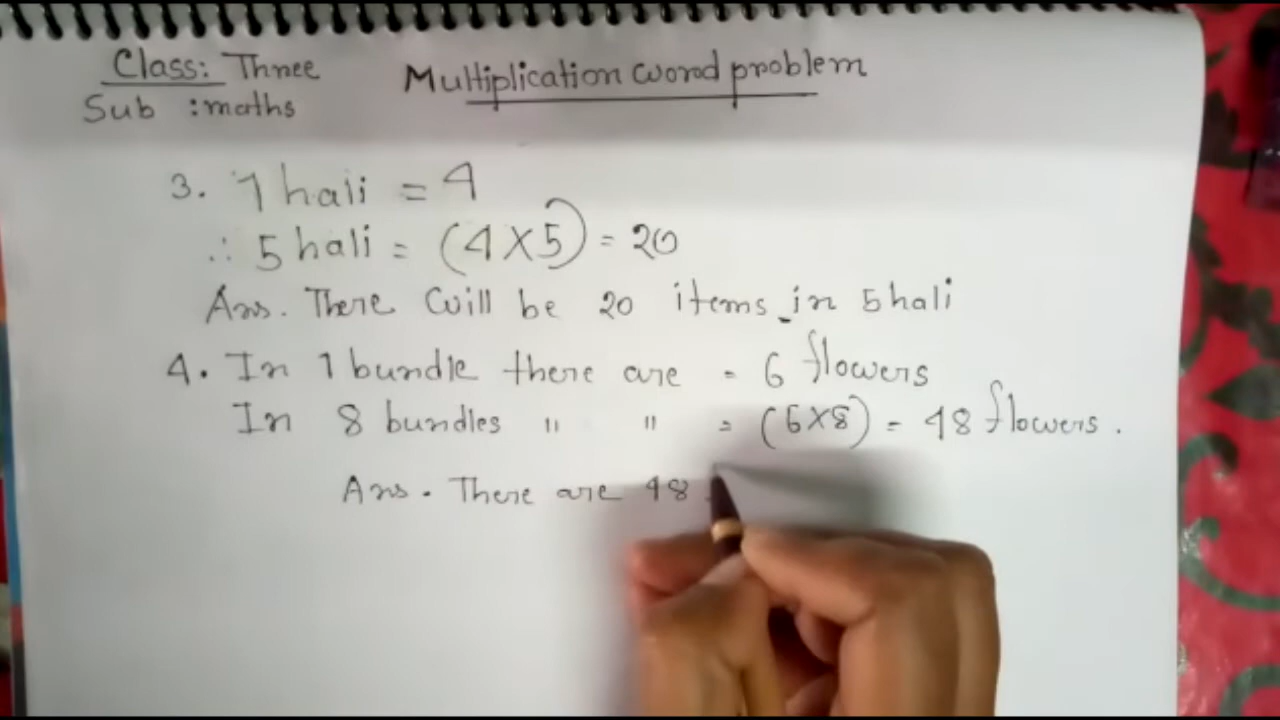 Class: Three
Multiplication word problem
Sub : maths
3. 1 hali = 4
∴ 5 hali = (4×5) = 20
Ans. There will be 20 items in 5 hali
4. In 1 bundle there are = 6 flowers
In 8 bundles " " = (6×8) = 48 flowers.
Ans. There are 48